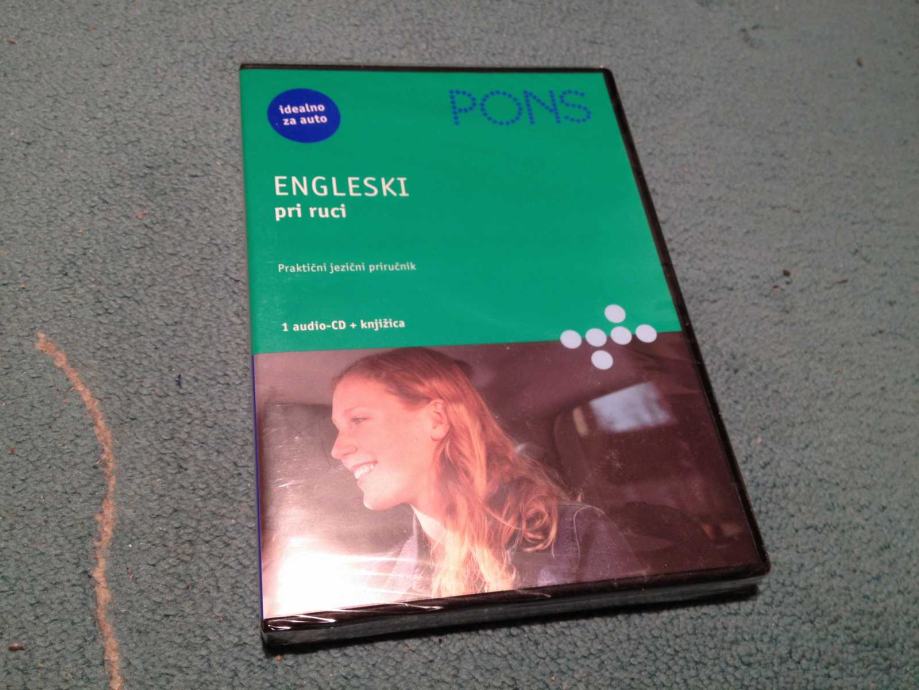 idealno
za auto
PONS
ENGLESKI
pri ruci
Praktični jezični priručnik
1 audio-CD + knjižica